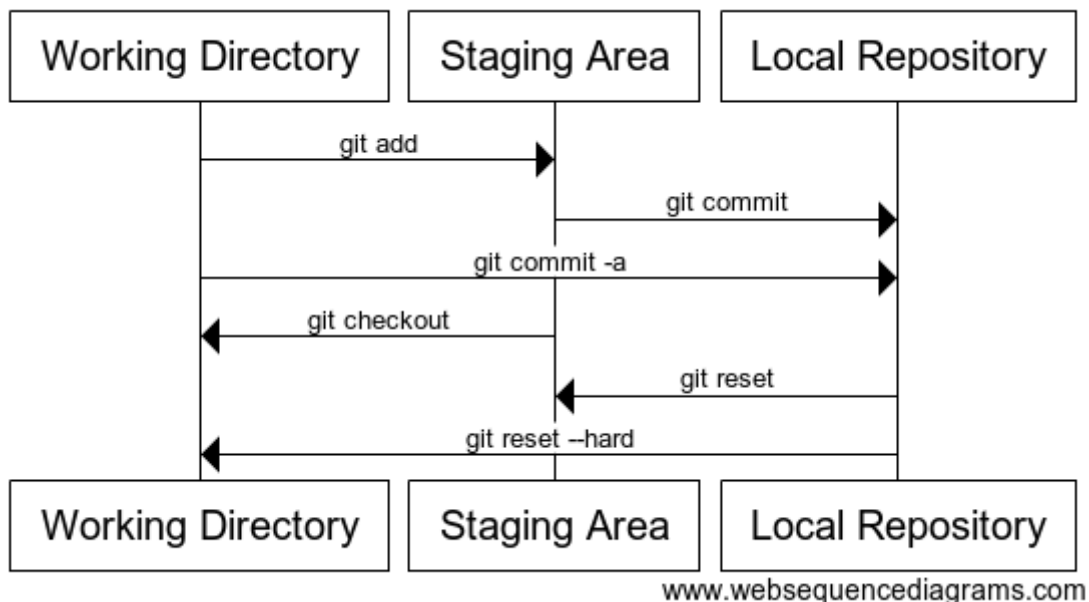 Working Directory
Staging Area
Local Repository
git add
git commit
git commit -a
git checkout
git reset
git reset --hard
Working Directory
Staging Area
Local Repository
www.websequencediagrams.com